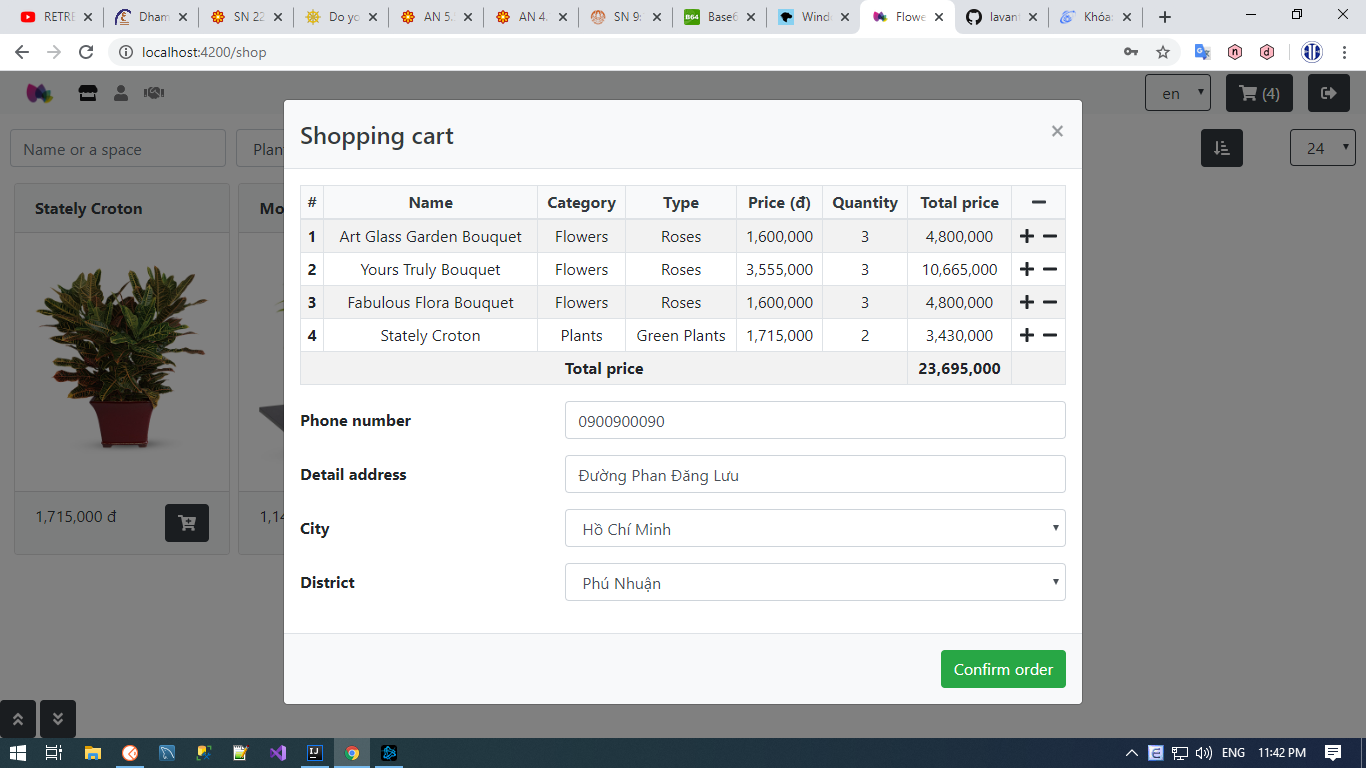 RETRE Dham SN 22 Do yo AN 5. AN 4. SN 9: Base6 Wind Flowe lavant Khóa:
localhost:4200/shop
en (4)
Shopping cart ×
Name or a space Plan 24
# Name Category Type Price (đ) Quantity Total price
1 Art Glass Garden Bouquet Flowers Roses 1,600,000 3 4,800,000
2 Yours Truly Bouquet Flowers Roses 3,555,000 3 10,665,000
3 Fabulous Flora Bouquet Flowers Roses 1,600,000 3 4,800,000
4 Stately Croton Plants Green Plants 1,715,000 2 3,430,000
Total price 23,695,000
Phone number 0900900090
Detail address Đường Phan Đăng Lưu
City Hồ Chí Minh
District Phú Nhuận
Confirm order
Stately Croton Mo
1,715,000 đ 1,14
ENG 11:42 PM